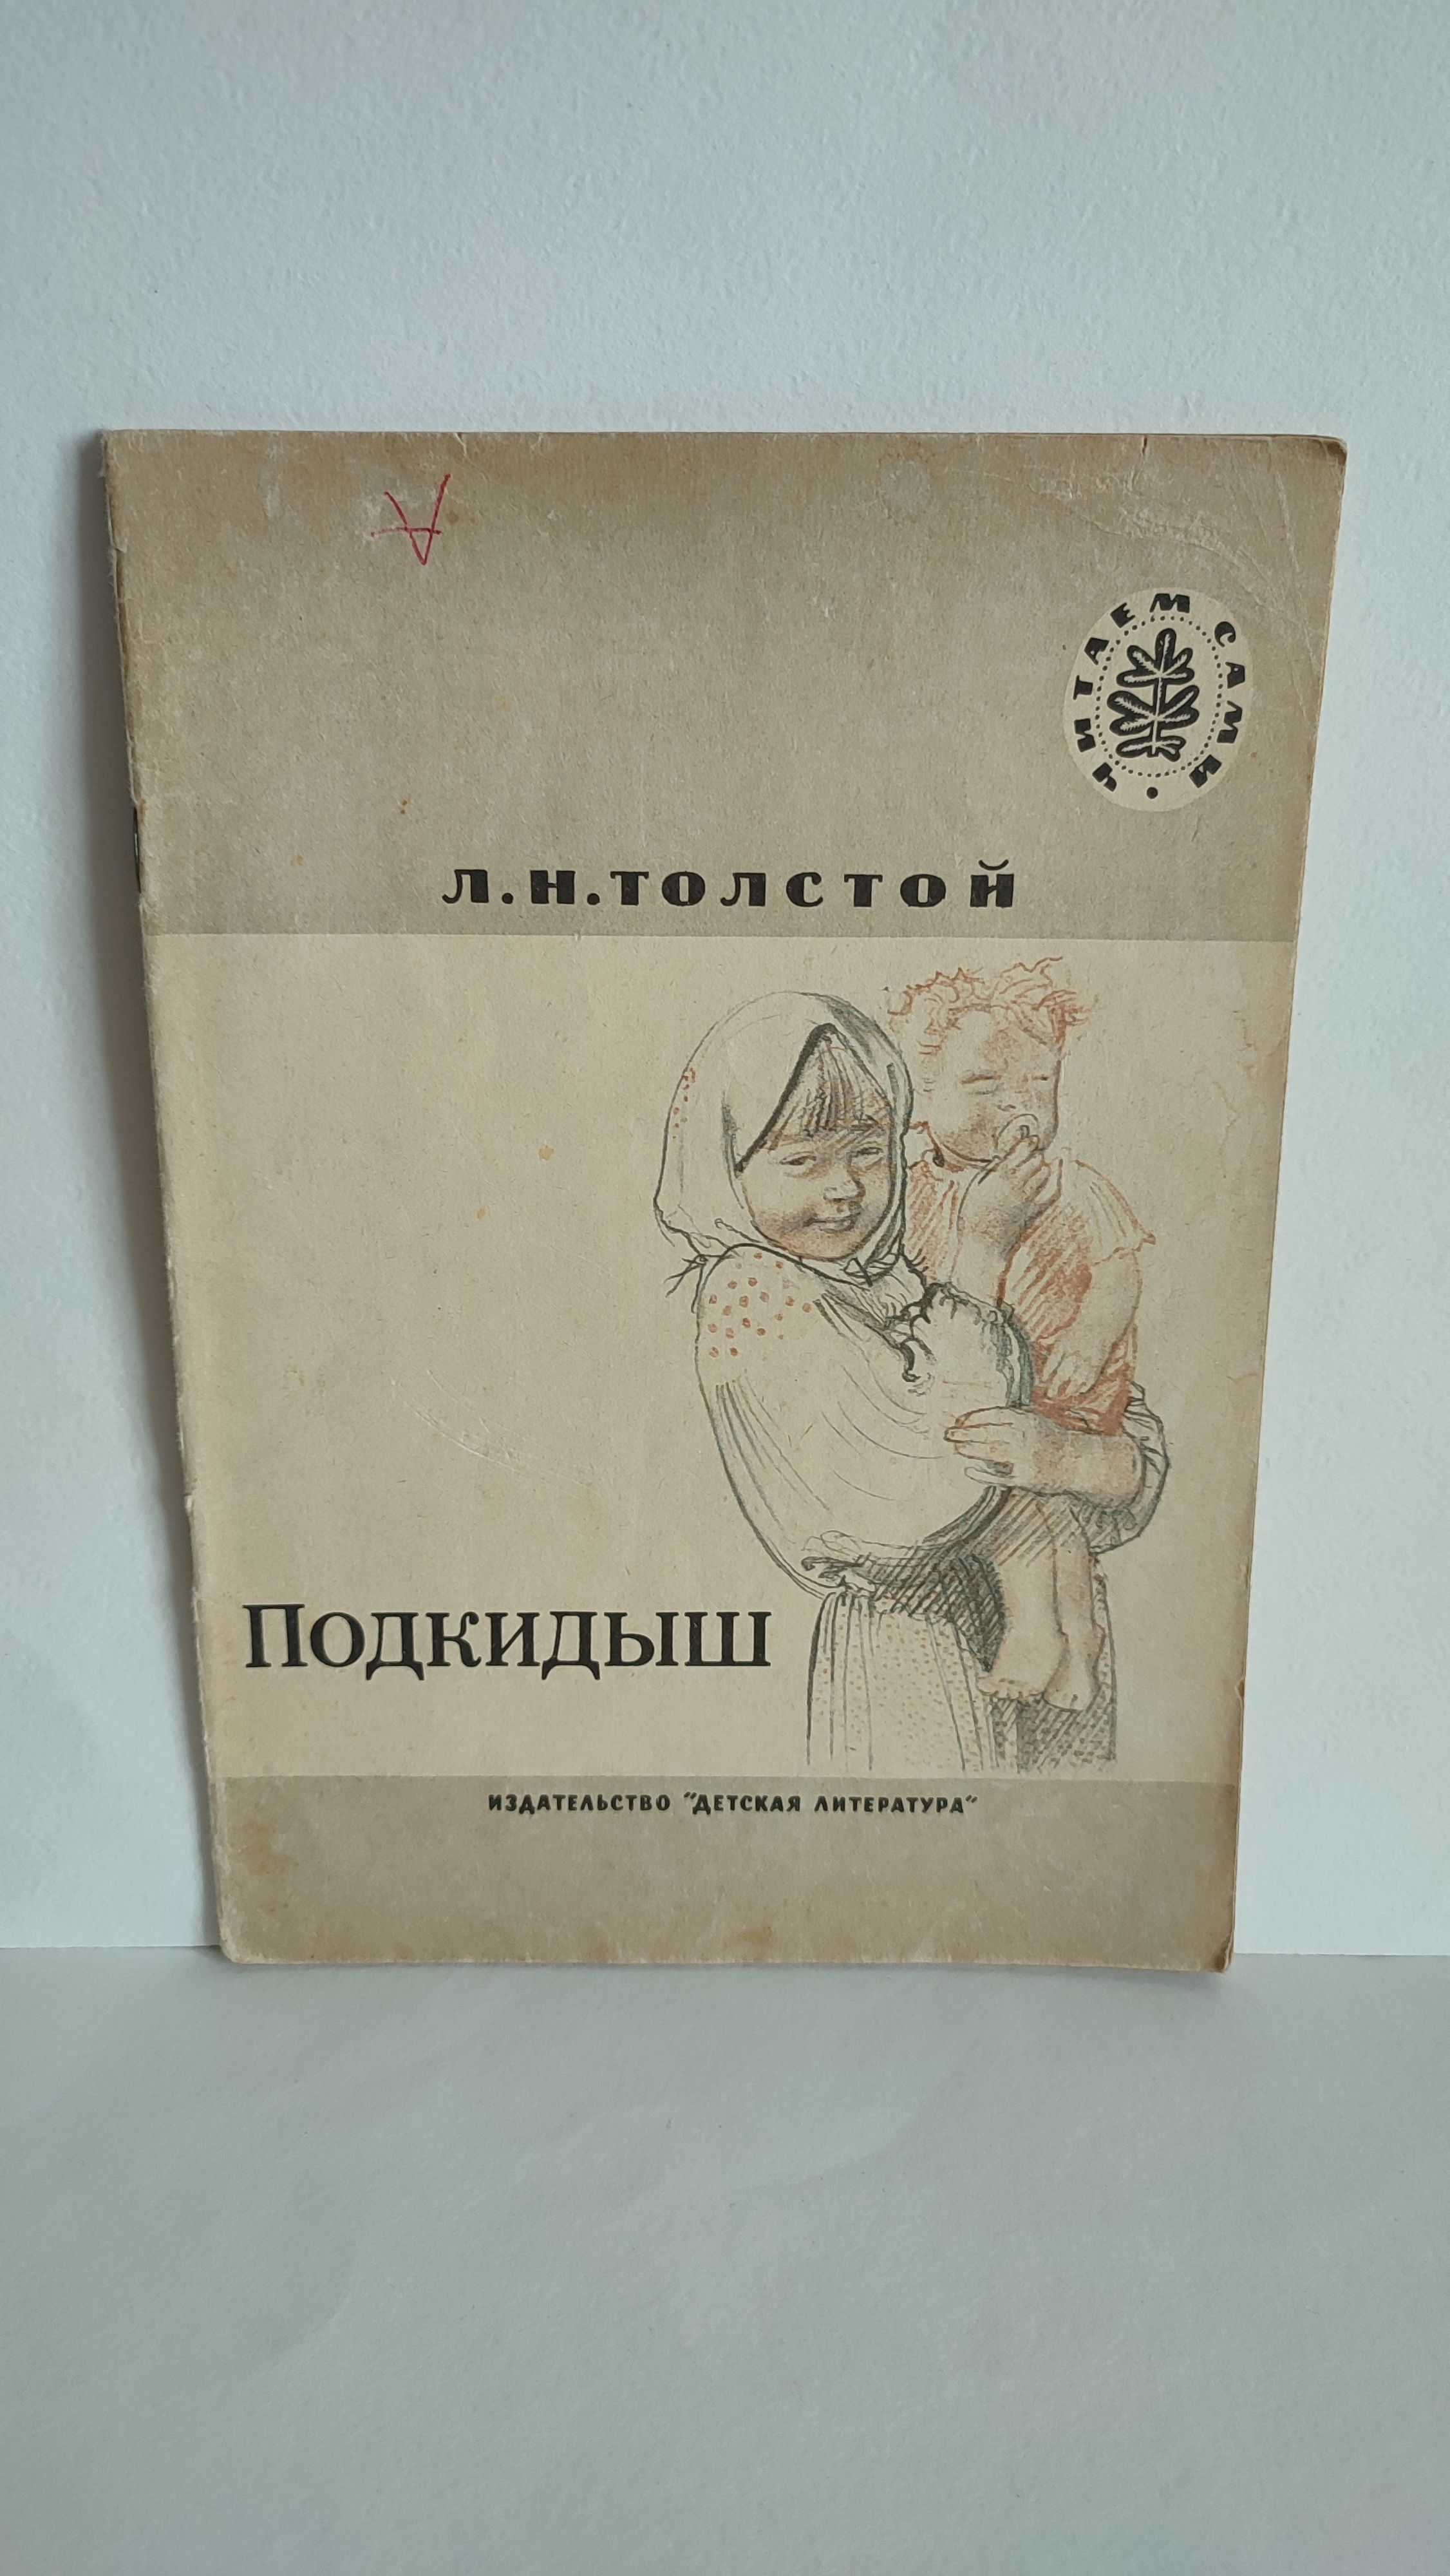 A
ЧИТАЕМ САМИ
Л.Н.ТОЛСТОЙ
Подкидыш
ИЗДАТЕЛЬСТВО "ДЕТСКАЯ ЛИТЕРАТУРА"